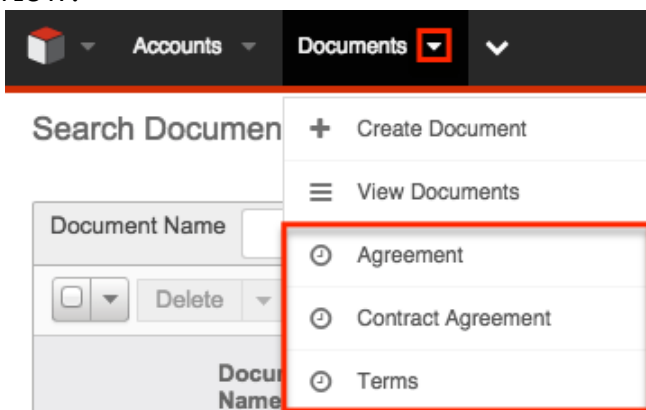 Accounts Documents
Search Documen
Create Document
View Documents
Document Name
Agreement
Delete
Contract Agreement
Docu
Name
Terms